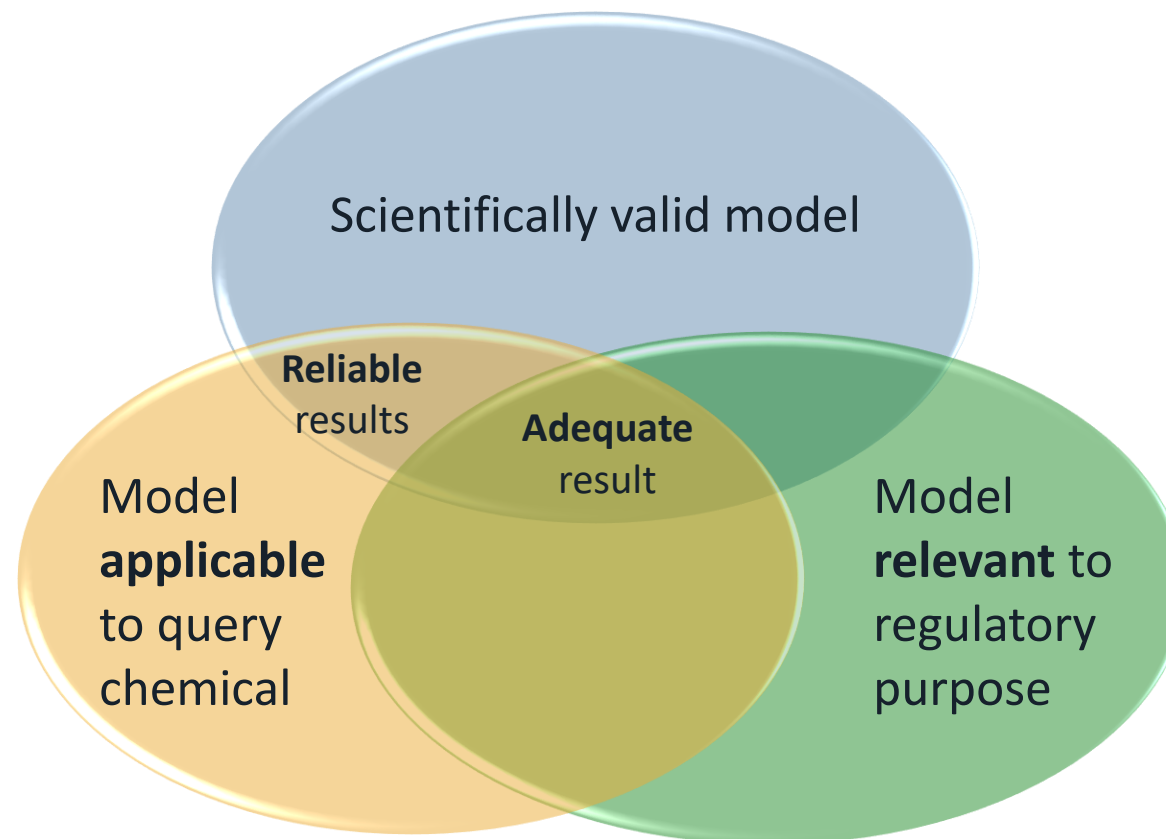 Scientifically valid model
Reliable
results
Adequate
result
Model
applicable
to query
chemical
Model
relevant to
regulatory
purpose